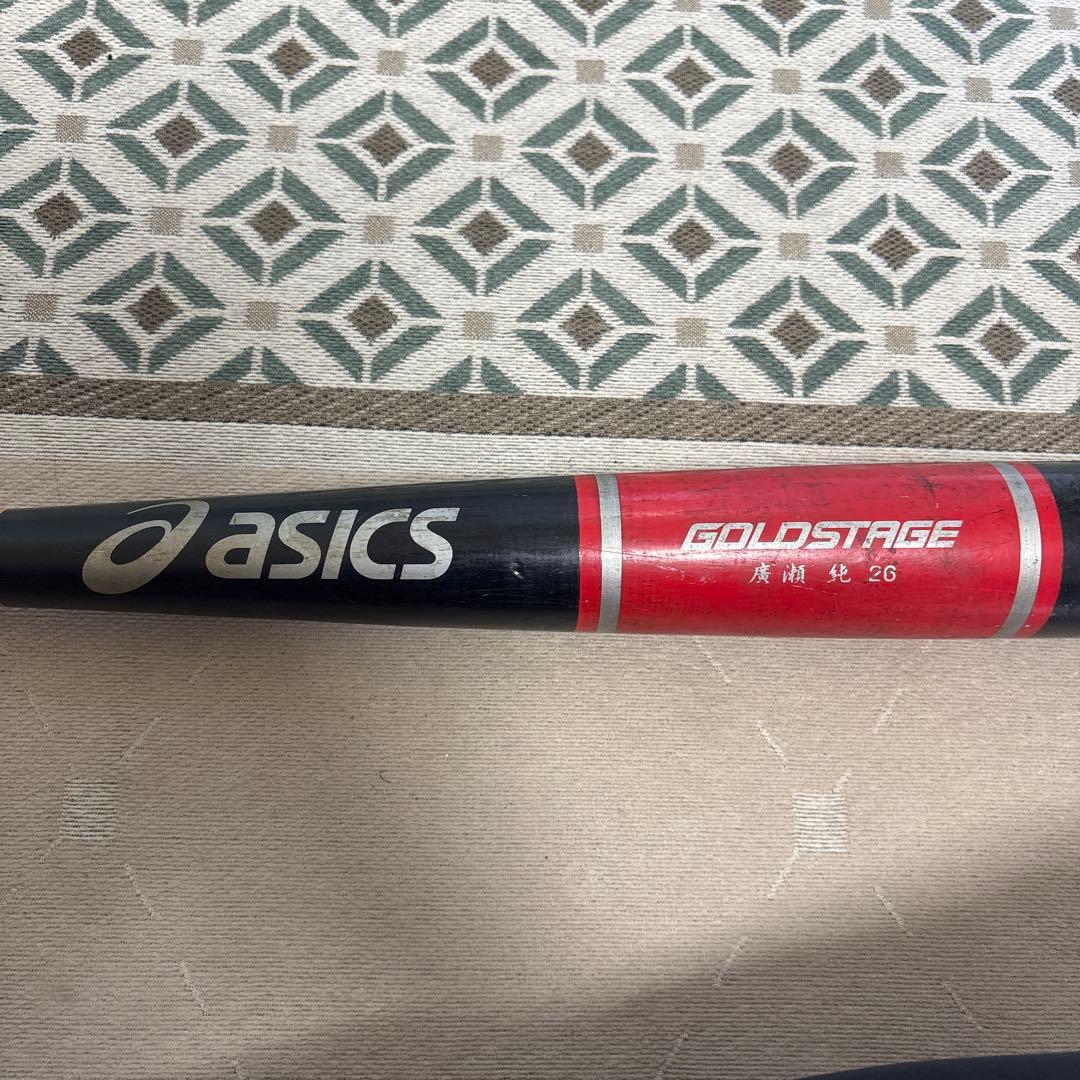 asics
GOLDSTAGE
廣瀬 純 26